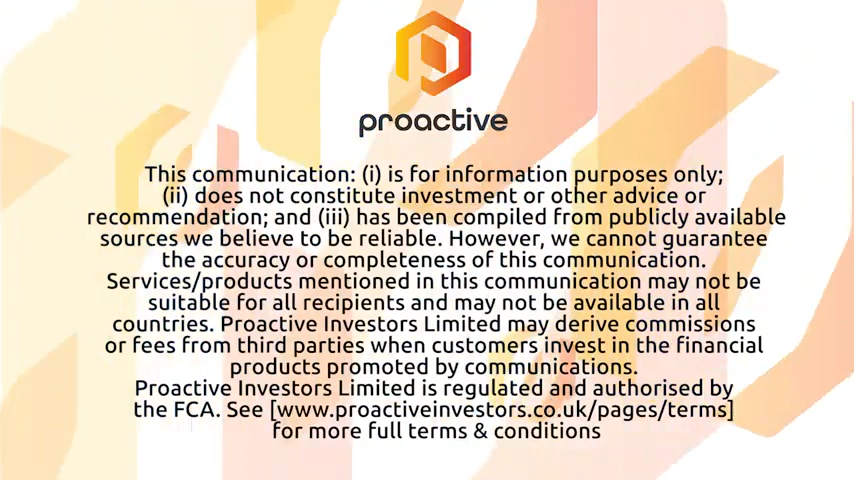 proactive
This communication: (i) is for information purposes only;
(ii) does not constitute investment or other advice or
recommendation; and (iii) has been compiled from publicly available
sources we believe to be reliable. However, we cannot guarantee
the accuracy or completeness of this communication.
Services/products mentioned in this communication may not be
suitable for all recipients and may not be available in all
countries. Proactive Investors Limited may derive commissions
or fees from third parties when customers invest in the financial
products promoted by communications.
Proactive Investors Limited is regulated and authorised by
the FCA. See [www.proactiveinvestors.co.uk/pages/terms]
for more full terms & conditions